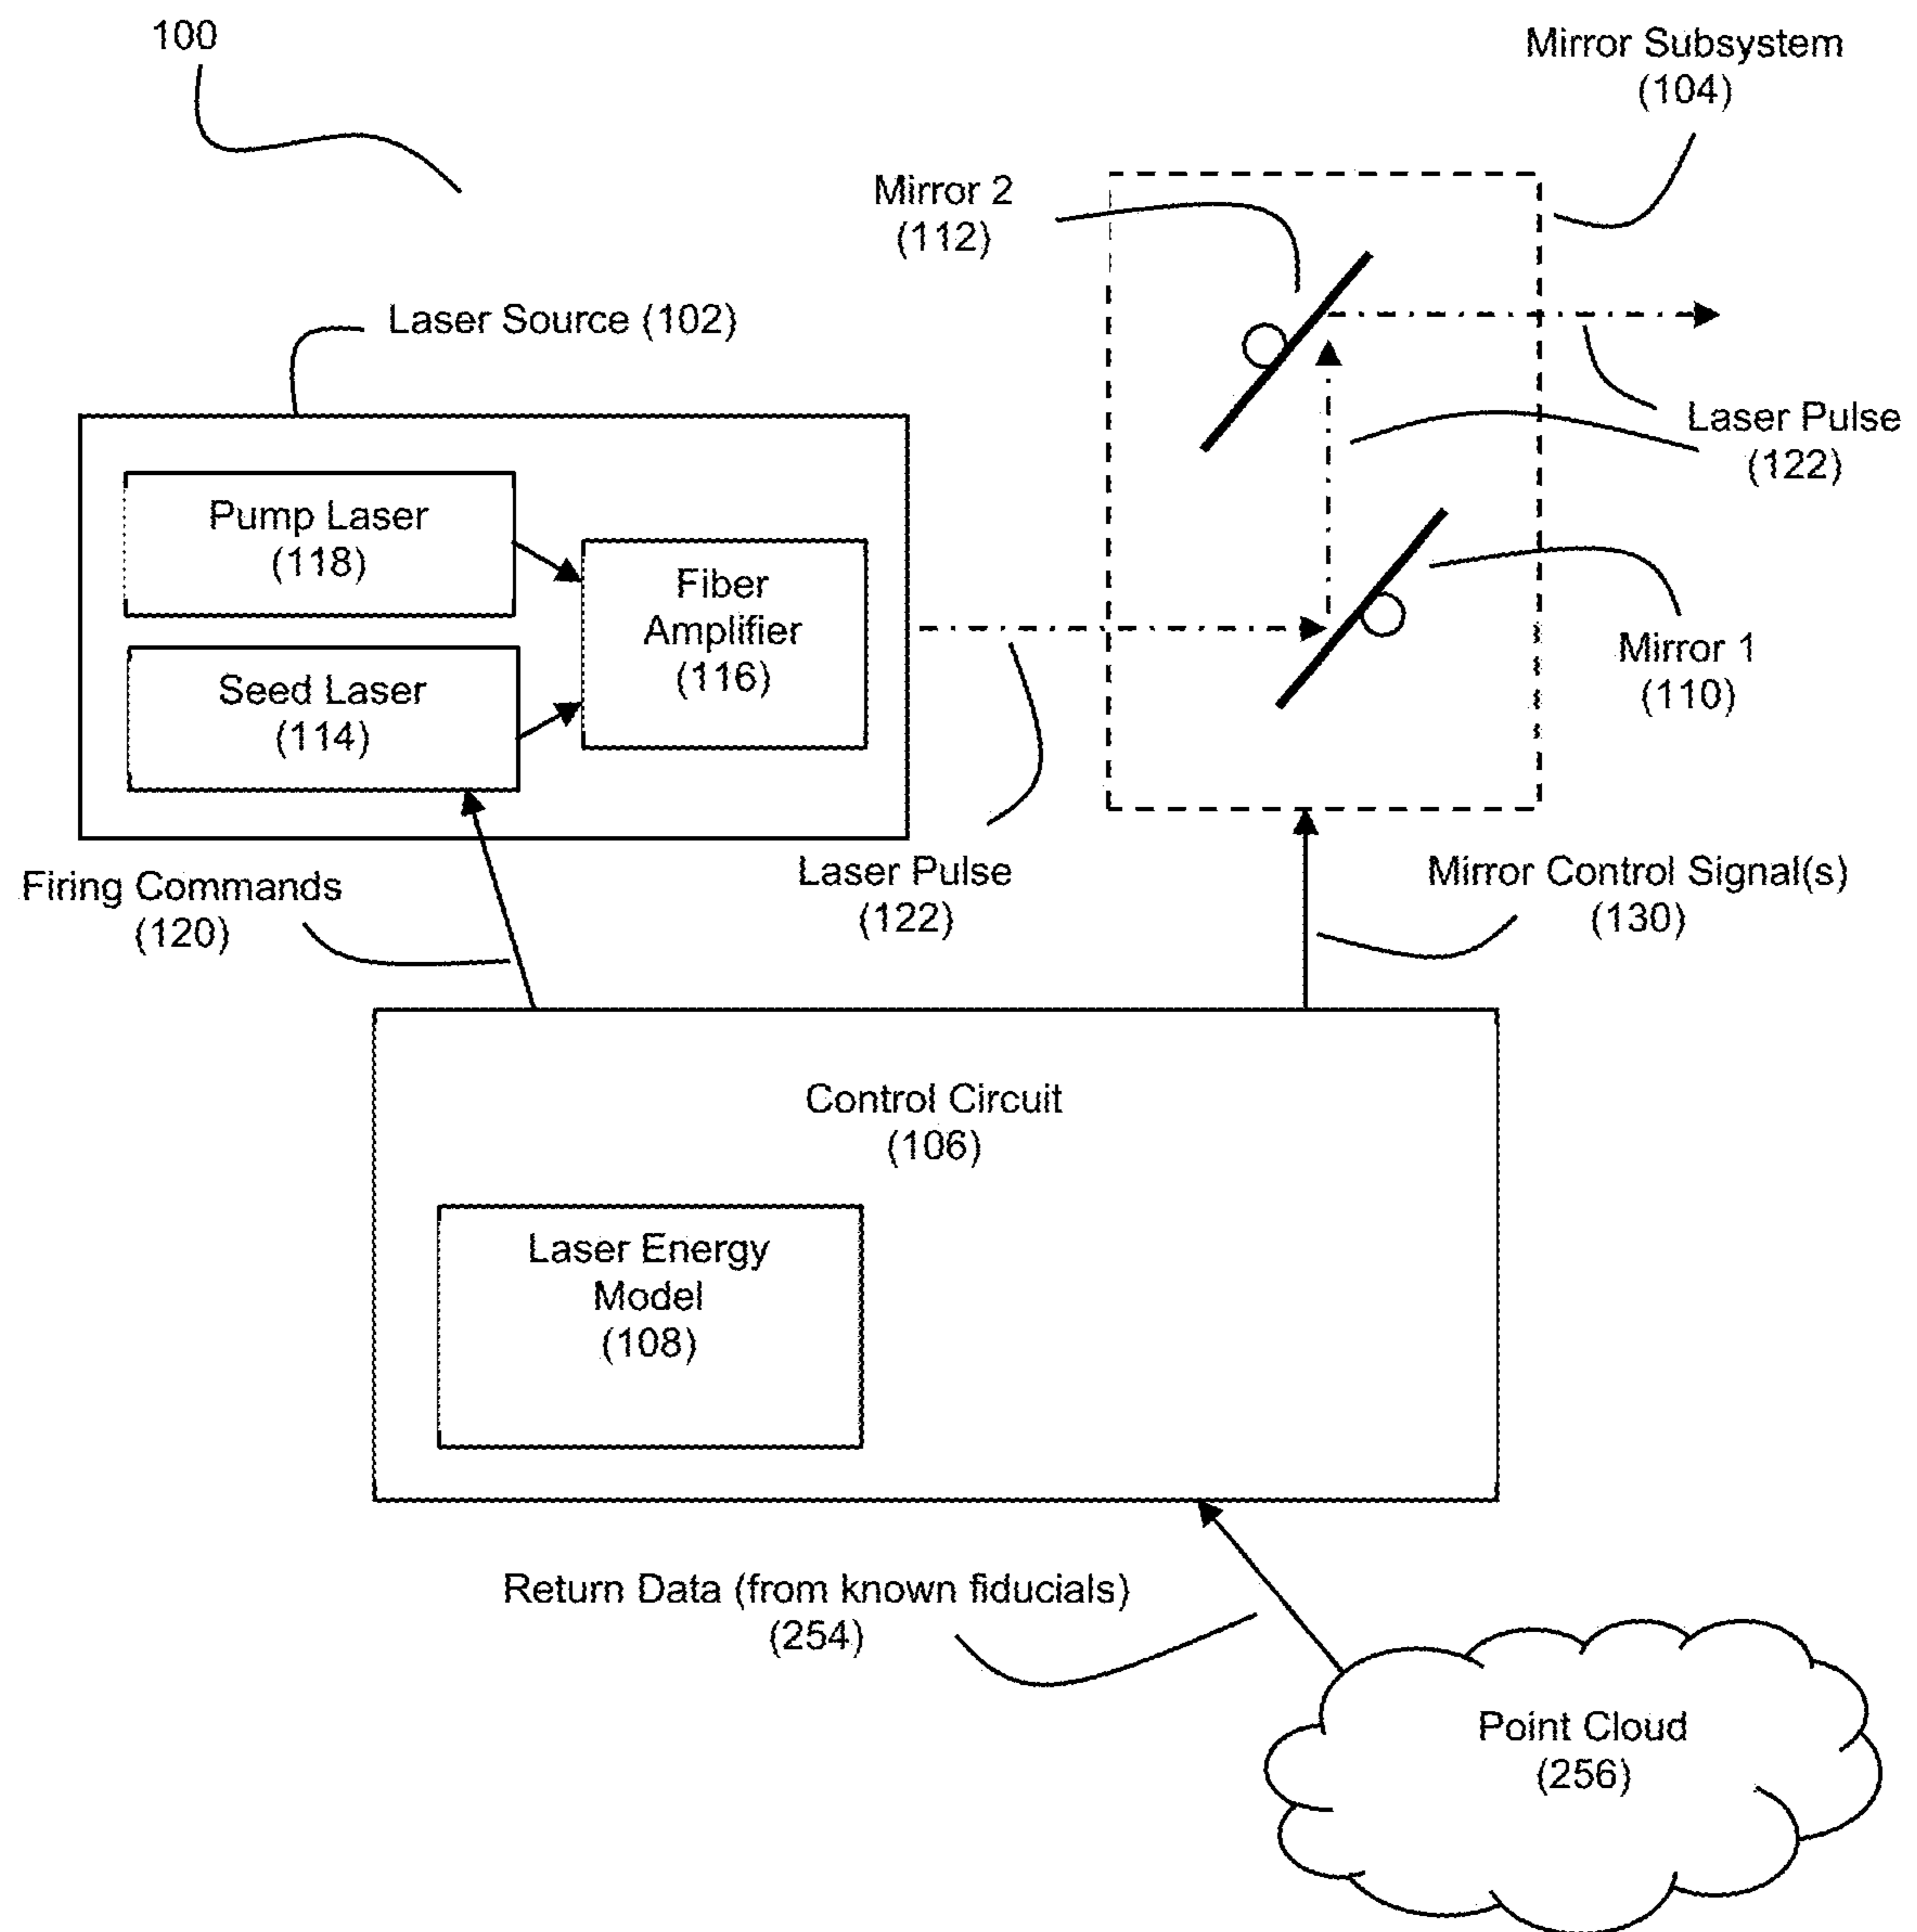 100
Mirror Subsystem
(104)
Mirror 2
(112)
Laser Source (102)
Laser Pulse
(122)
Pump Laser
(118)
Fiber
Amplifier
(116)
Seed Laser
(114)
Mirror 1
(110)
Firing Commands
(120)
Laser Pulse
(122)
Mirror Control Signal(s)
(130)
Control Circuit
(106)
Laser Energy
Model
(108)
Return Data (from known fiducials)
(254)
Point Cloud
(256)